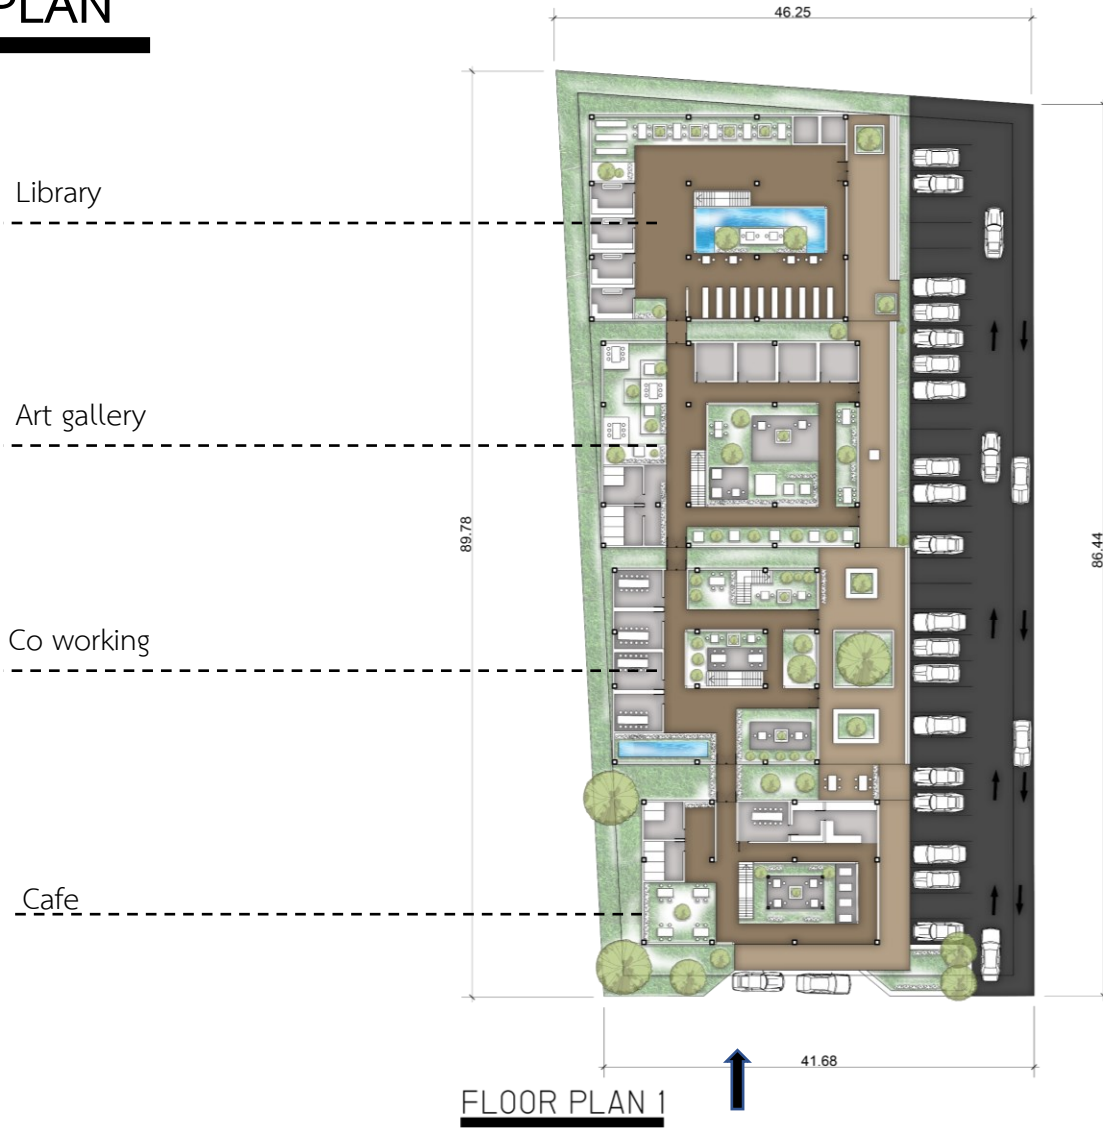 PLAN
46.25
Library
Art gallery
89.78
86.44
Co working
Cafe
41.68
FLOOR PLAN 1